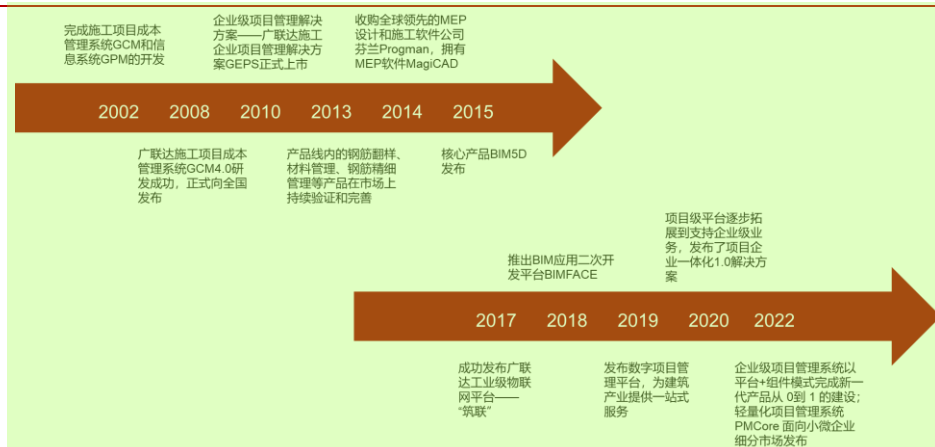 完成施工项目成本
管理系统GCM和信
息系统GPM的开发
企业级项目管理解决
方案——广联达施工
企业项目管理解决方
案GEPS正式上市
收购全球领先的MEP
设计和施工软件公司
芬兰Progman，拥有
MEP软件MagiCAD
2002 2008 2010 2013 2014 2015
广联达施工项目成本
管理系统GCM4.0研
发成功，正式向全国
发布
产品线内的钢筋翻样、
材料管理、钢筋精细
管理等产品在市场上
持续验证和完善
核心产品BIM5D
发布
推出BIM应用二次开
发平台BIMFACE
项目级平台逐步拓
展到支持企业级业
务，发布了项目企
业一体化1.0解决方
案
2017 2018 2019 2020 2022
成功发布广联
达工业级物联
网平台——
“筑联”
发布数字项目管
理平台，为建筑
产业提供一站式
服务
企业级项目管理系统以
平台+组件模式完成新一
代产品从 0到 1 的建设；
轻量化项目管理系统
PMCore 面向小微企业
细分市场发布